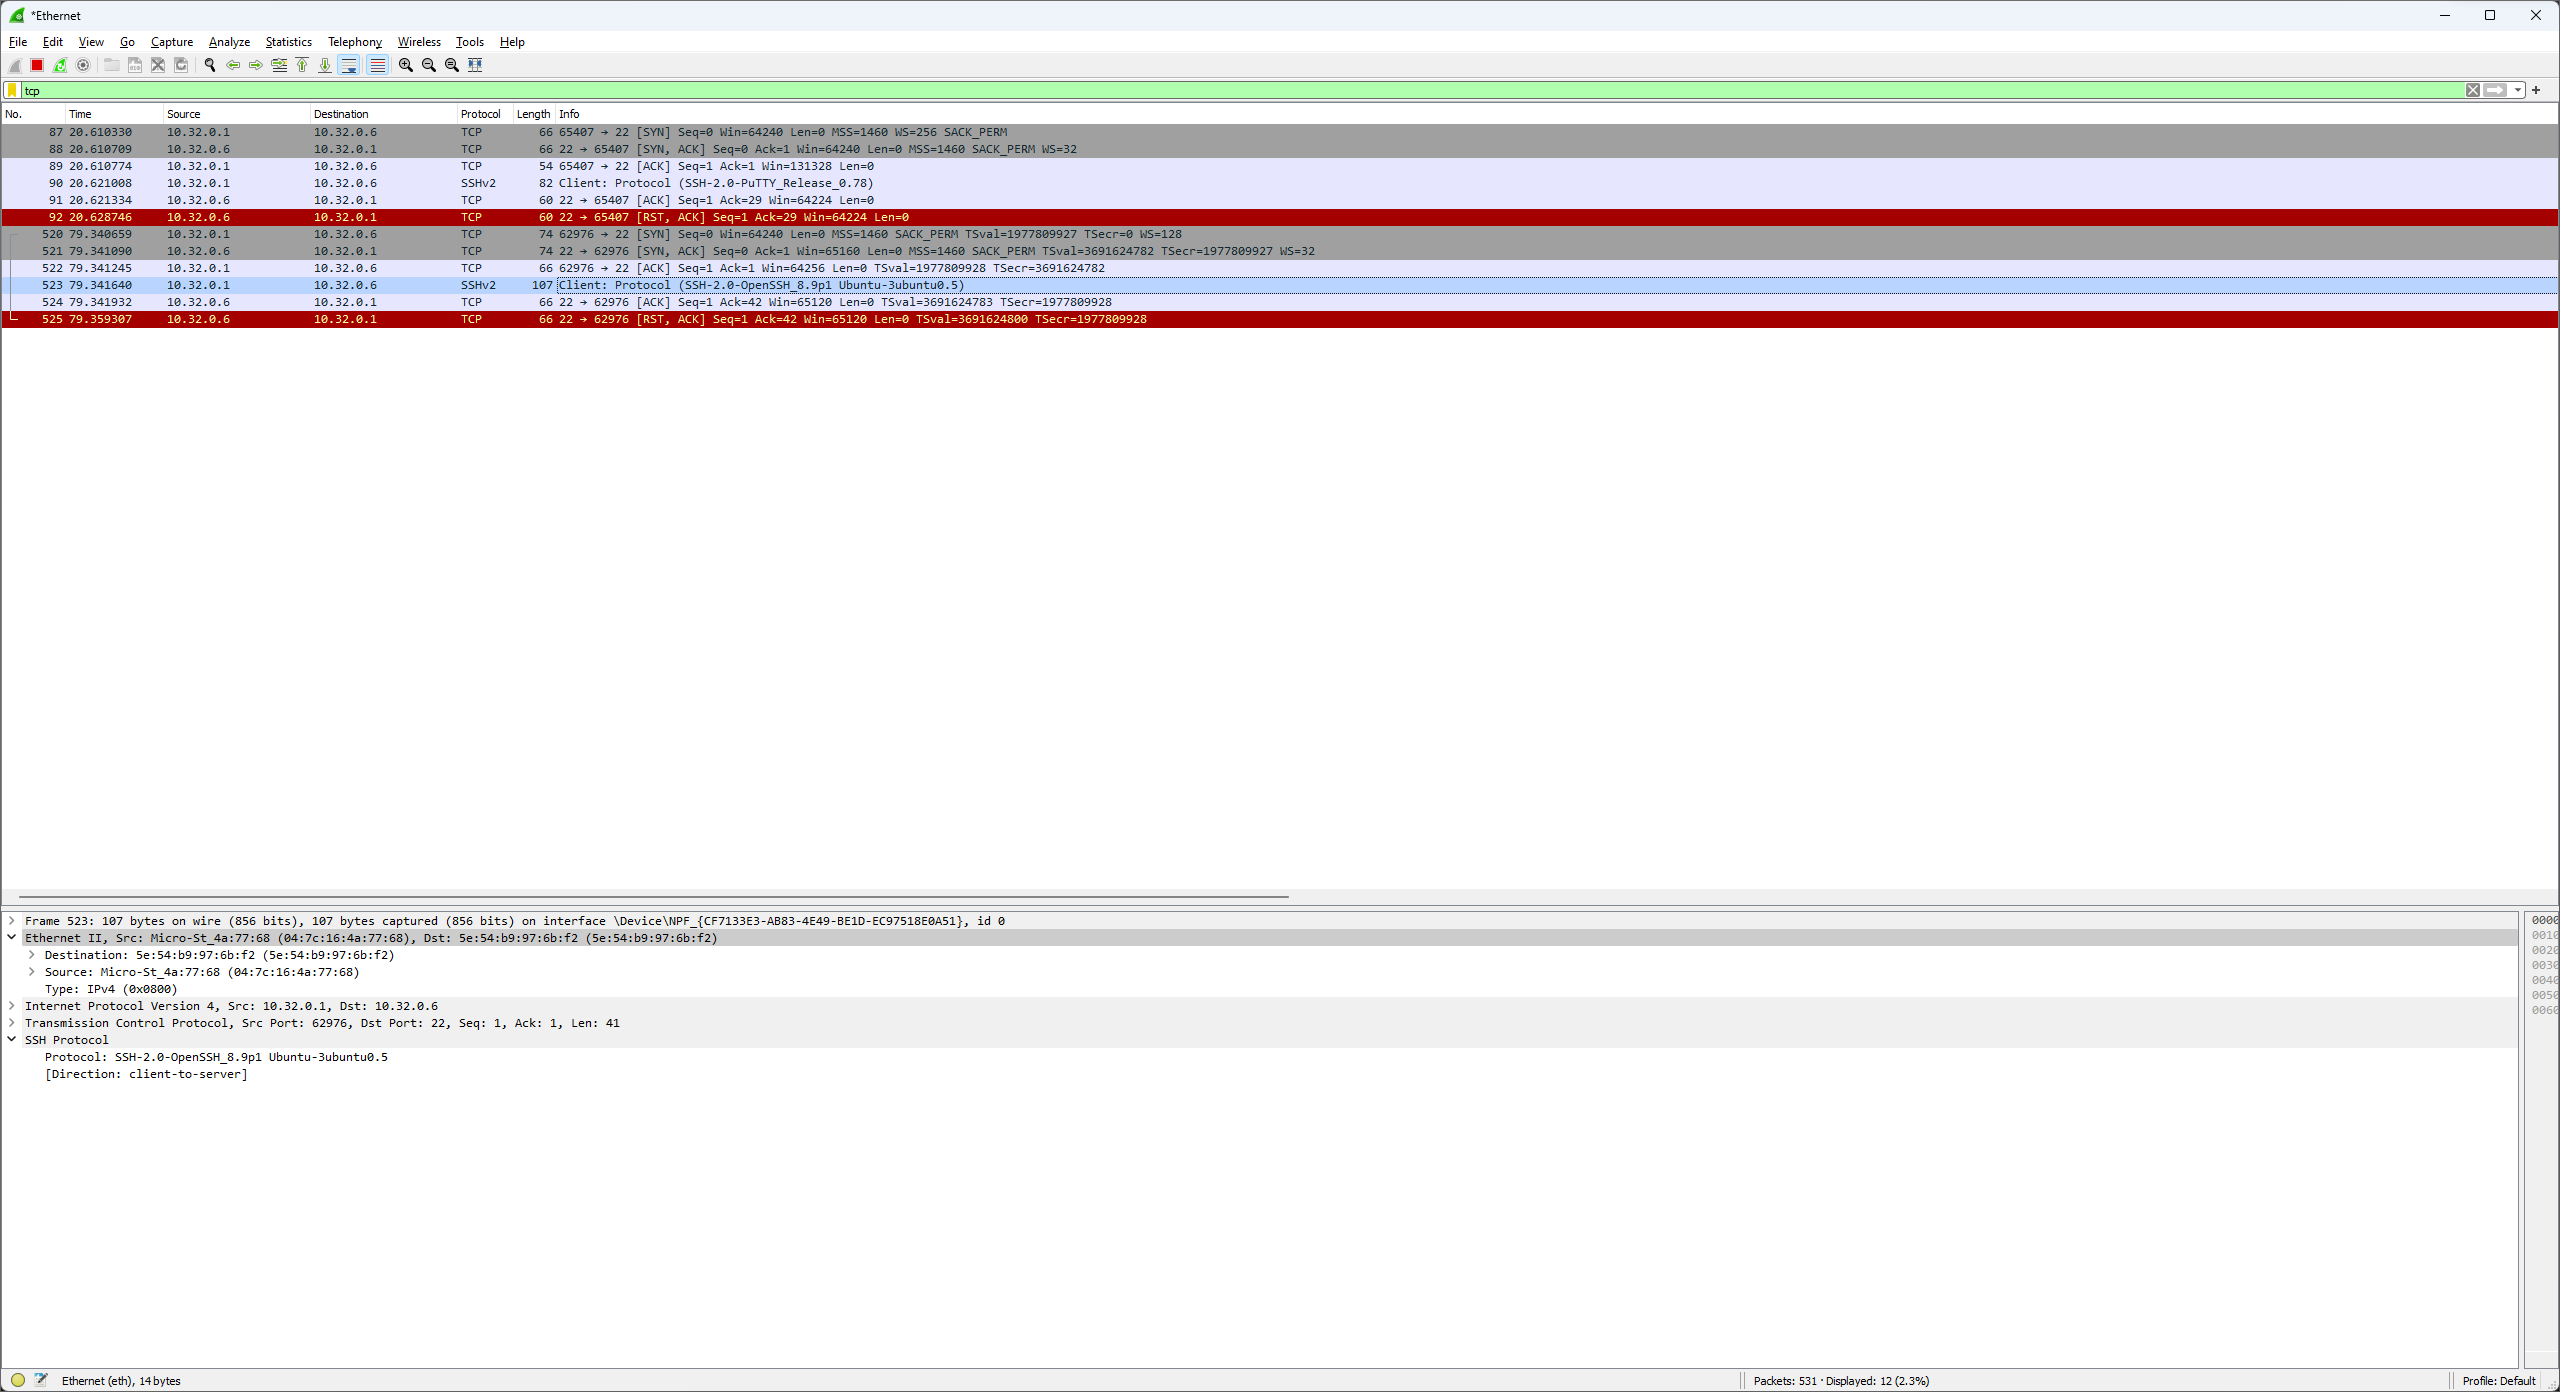 *Ethernet
File Edit View Go Capture Analyze Statistics Telephony Wireless Tools Help
tcp
No. Time Source Destination Protocol Length Info
87 20.610330 10.32.0.1 10.32.0.6 TCP 66 65407 → 22 [SYN] Seq=0 Win=64240 Len=0 MSS=1460 WS=256 SACK_PERM
88 20.610709 10.32.0.6 10.32.0.1 TCP 66 22 → 65407 [SYN, ACK] Seq=0 Ack=1 Win=64240 Len=0 MSS=1460 SACK_PERM WS=32
89 20.610774 10.32.0.1 10.32.0.6 TCP 54 65407 → 22 [ACK] Seq=1 Ack=1 Win=131328 Len=0
90 20.621008 10.32.0.1 10.32.0.6 SSHv2 82 Client: Protocol (SSH-2.0-PuTTY_Release_0.78)
91 20.621334 10.32.0.6 10.32.0.1 TCP 60 22 → 65407 [ACK] Seq=1 Ack=29 Win=64224 Len=0
92 20.628746 10.32.0.6 10.32.0.1 TCP 60 22 → 65407 [RST, ACK] Seq=1 Ack=29 Win=64224 Len=0
520 79.340659 10.32.0.1 10.32.0.6 TCP 74 62976 → 22 [SYN] Seq=0 Win=64240 Len=0 MSS=1460 SACK_PERM TSval=1977809927 TSecr=0 WS=128
521 79.341090 10.32.0.6 10.32.0.1 TCP 74 22 → 62976 [SYN, ACK] Seq=0 Ack=1 Win=65160 Len=0 MSS=1460 SACK_PERM TSval=3691624782 TSecr=1977809927 WS=32
522 79.341245 10.32.0.1 10.32.0.6 TCP 66 62976 → 22 [ACK] Seq=1 Ack=1 Win=64256 Len=0 TSval=1977809928 TSecr=3691624782
523 79.341640 10.32.0.1 10.32.0.6 SSHv2 107 Client: Protocol (SSH-2.0-OpenSSH_8.9p1 Ubuntu-3ubuntu0.5)
524 79.341932 10.32.0.6 10.32.0.1 TCP 66 22 → 62976 [ACK] Seq=1 Ack=42 Win=65120 Len=0 TSval=3691624783 TSecr=1977809928
525 79.359307 10.32.0.6 10.32.0.1 TCP 66 22 → 62976 [RST, ACK] Seq=1 Ack=42 Win=65120 Len=0 TSval=3691624800 TSecr=1977809928
Frame 523: 107 bytes on wire (856 bits), 107 bytes captured (856 bits) on interface \Device\NPF_{CF7133E3-AB83-4E49-BE1D-EC97518E0A51}, id 0
Ethernet II, Src: Micro-St_4a:77:68 (04:7c:16:4a:77:68), Dst: 5e:54:b9:97:6b:f2 (5e:54:b9:97:6b:f2)
Destination: 5e:54:b9:97:6b:f2 (5e:54:b9:97:6b:f2)
Source: Micro-St_4a:77:68 (04:7c:16:4a:77:68)
Type: IPv4 (0x0800)
Internet Protocol Version 4, Src: 10.32.0.1, Dst: 10.32.0.6
Transmission Control Protocol, Src Port: 62976, Dst Port: 22, Seq: 1, Ack: 1, Len: 41
SSH Protocol
Protocol: SSH-2.0-OpenSSH_8.9p1 Ubuntu-3ubuntu0.5
[Direction: client-to-server]
0000
0010
0020
0030
0040
0050
0060
Ethernet (eth), 14 bytes
Packets: 531 · Displayed: 12 (2.3%)
Profile: Default